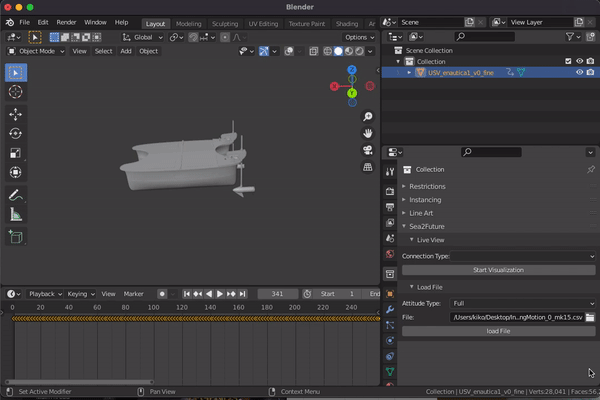 Blender
File Edit Render Window Help Layout Modeling Sculpting UV Editing Texture Paint Shading Scene View Layer
Global Options
Object Mode View Select Add Object
Scene Collection
Collection
USV_enautica1_v0_fine
Z
X
Y
Collection
Restrictions
Instancing
Line Art
Sea2Future
Live View
Connection Type:
Start Visualization
Load File
Attitude Type: Full
File: /Users/kiko/Desktop/In...ngMotion_0_mk15.csv
load File
Playback Keying View Marker 341 Start 1 End
0 20 40 60 80 100 120 140 160 180 200 220 240
Set Active Modifier Pan View Context Menu Collection | USV_enautica1_v0_fine | Verts:28,041 | Faces:56,